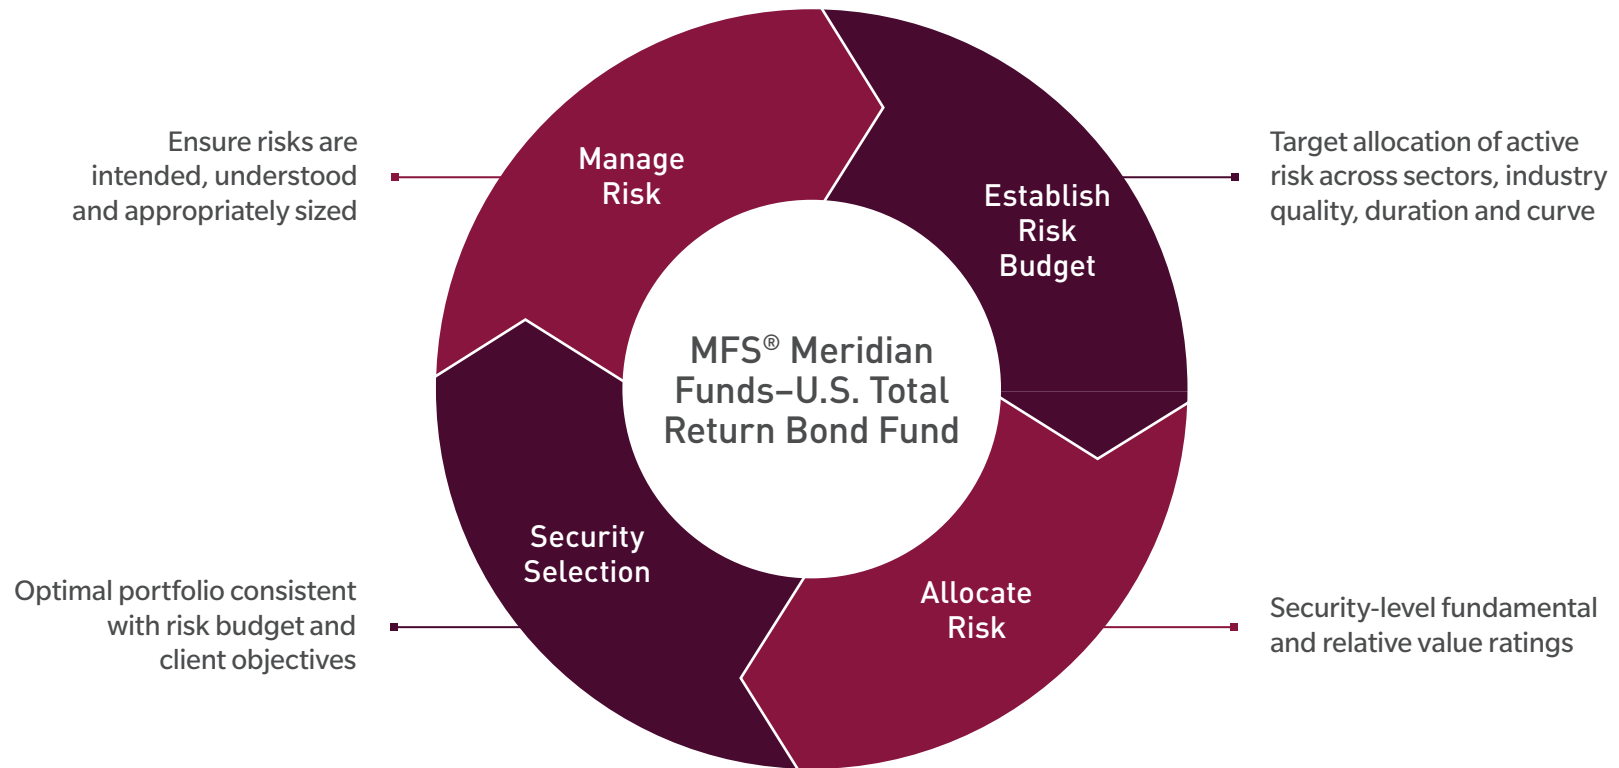 Ensure risks are
intended, understood
and appropriately sized
Manage
Risk
Establish
Risk
Budget
Target allocation of active
risk across sectors, industry
quality, duration and curve
MFS® Meridian
Funds–U.S. Total
Return Bond Fund
Security
Selection
Optimal portfolio consistent
with risk budget and
client objectives
Allocate
Risk
Security-level fundamental
and relative value ratings